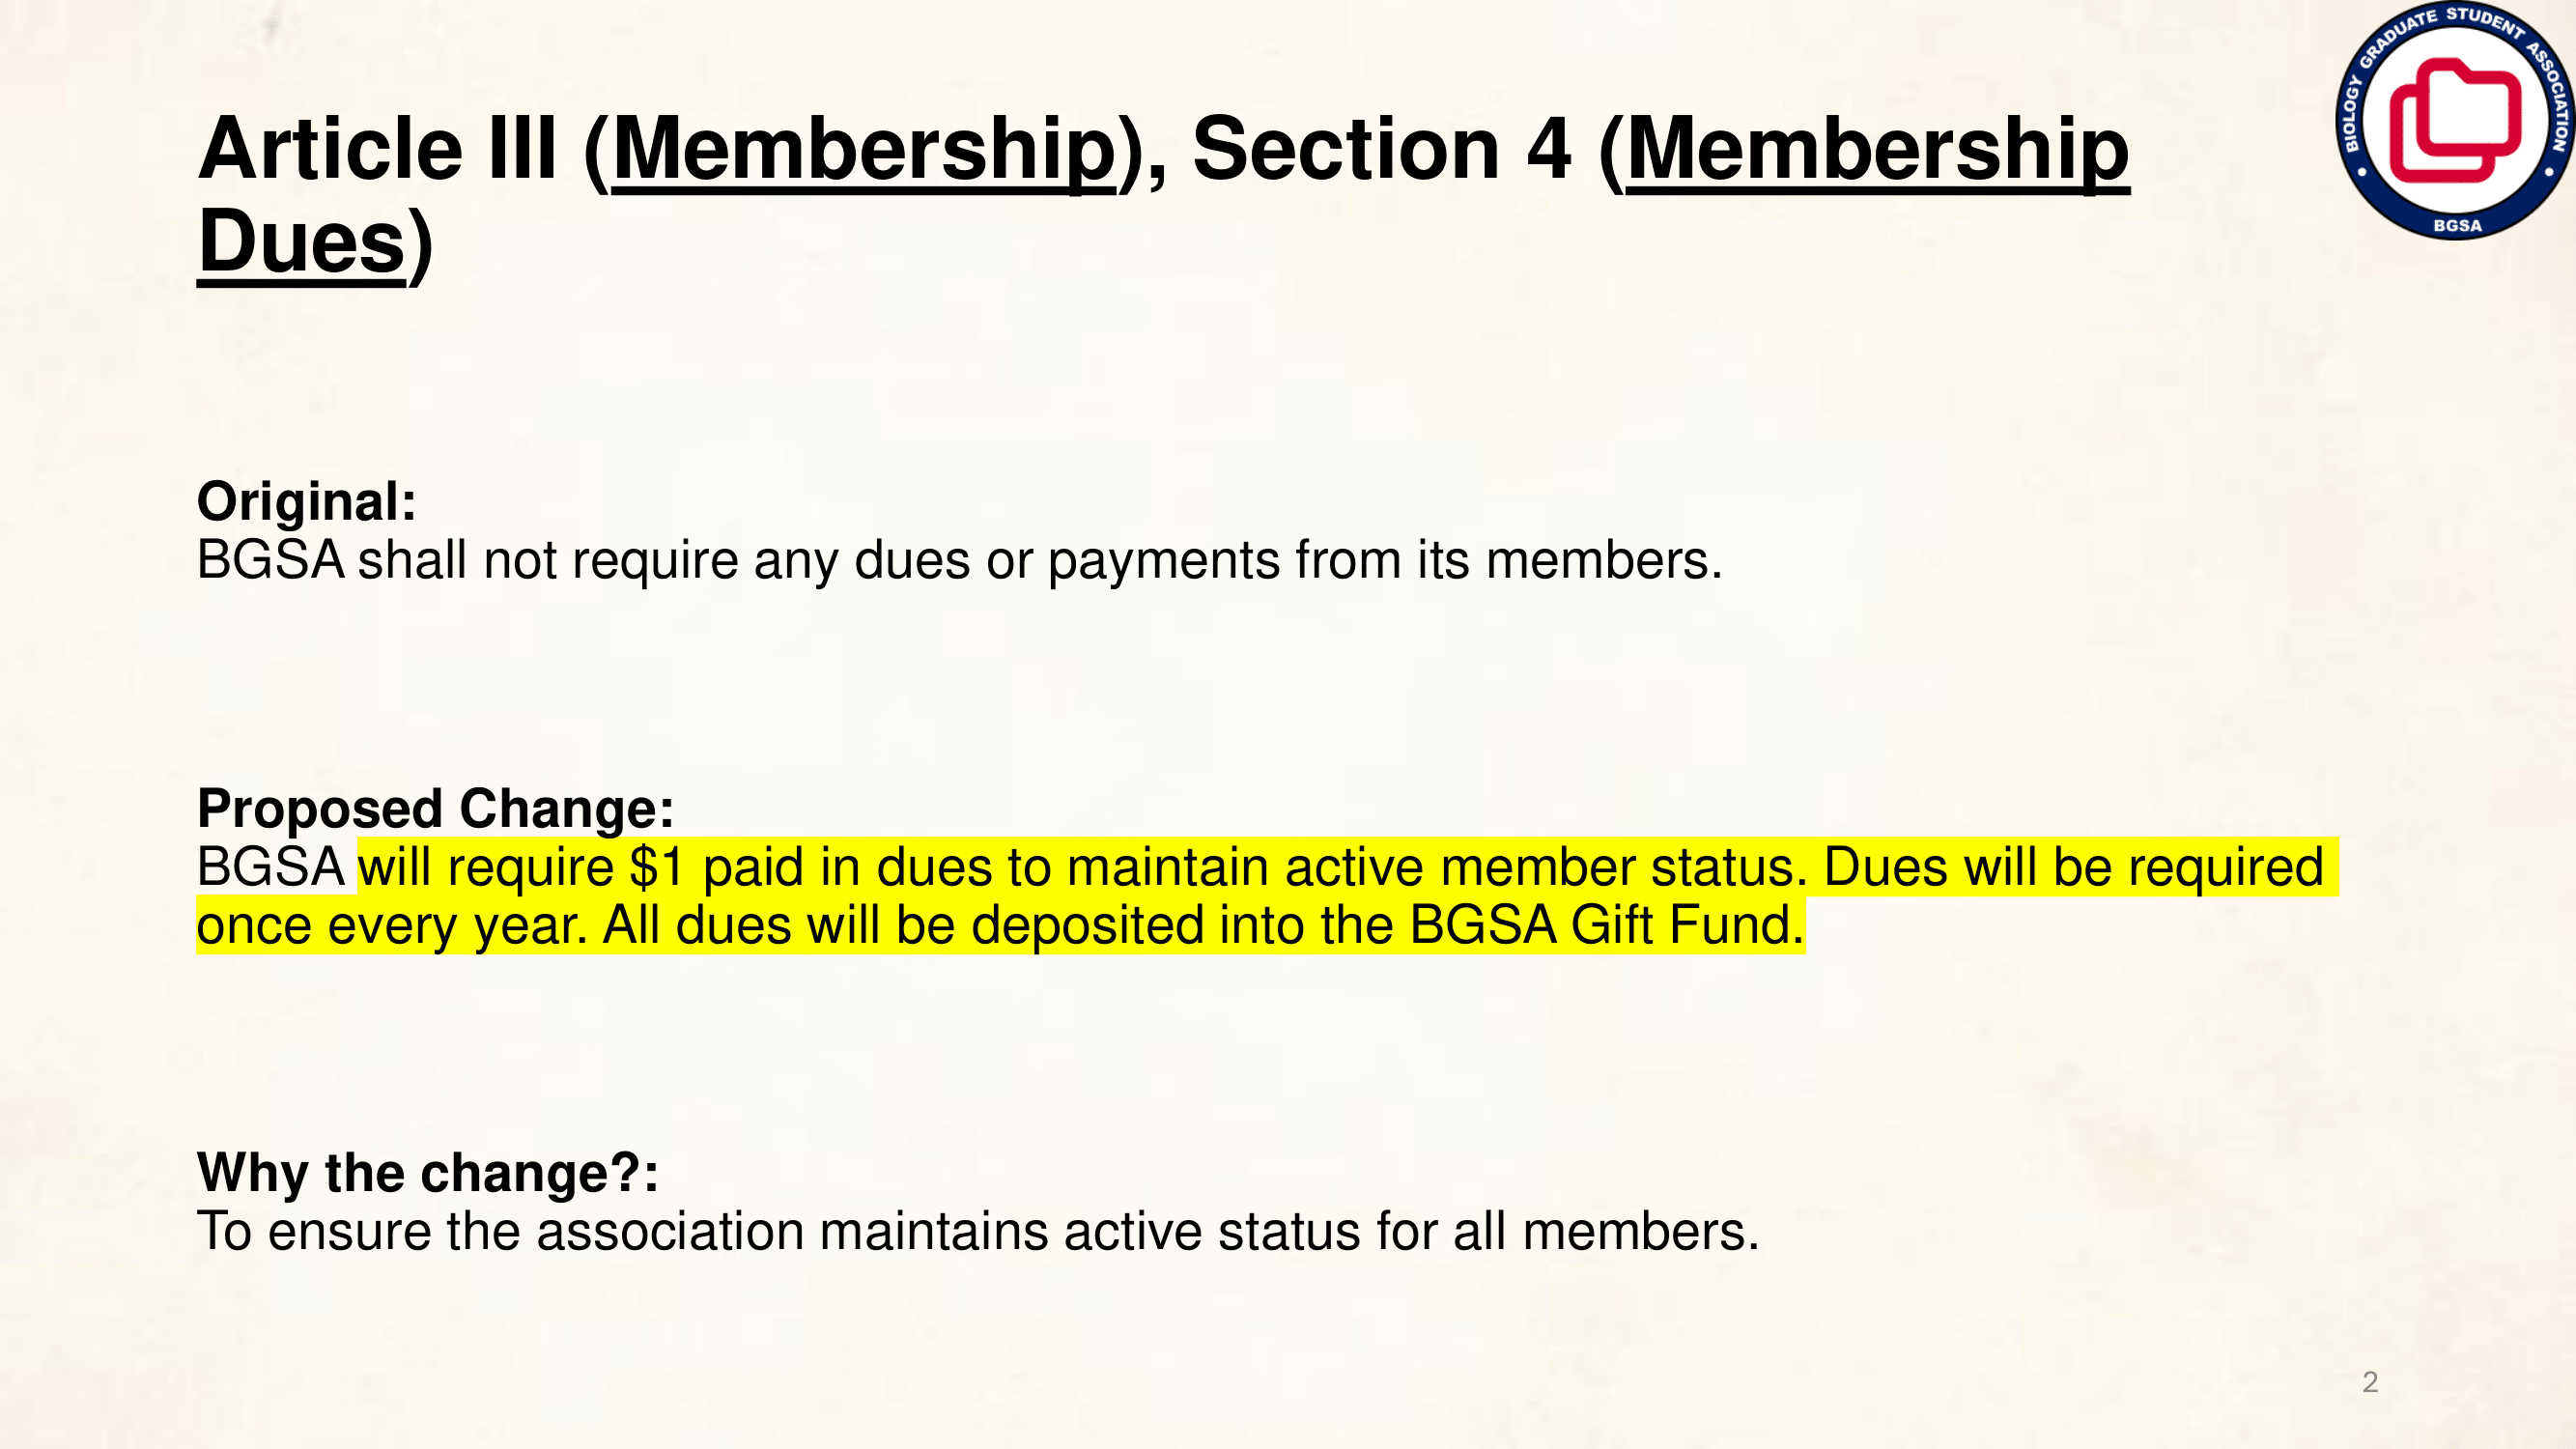 Article III (Membership), Section 4 (Membership
Dues)
BIOLOGY GRADUATE STUDENT ASSOCIATION
BGSA
Original:
BGSA shall not require any dues or payments from its members.
Proposed Change:
BGSA will require $1 paid in dues to maintain active member status. Dues will be required
once every year. All dues will be deposited into the BGSA Gift Fund.
Why the change?:
To ensure the association maintains active status for all members.
2